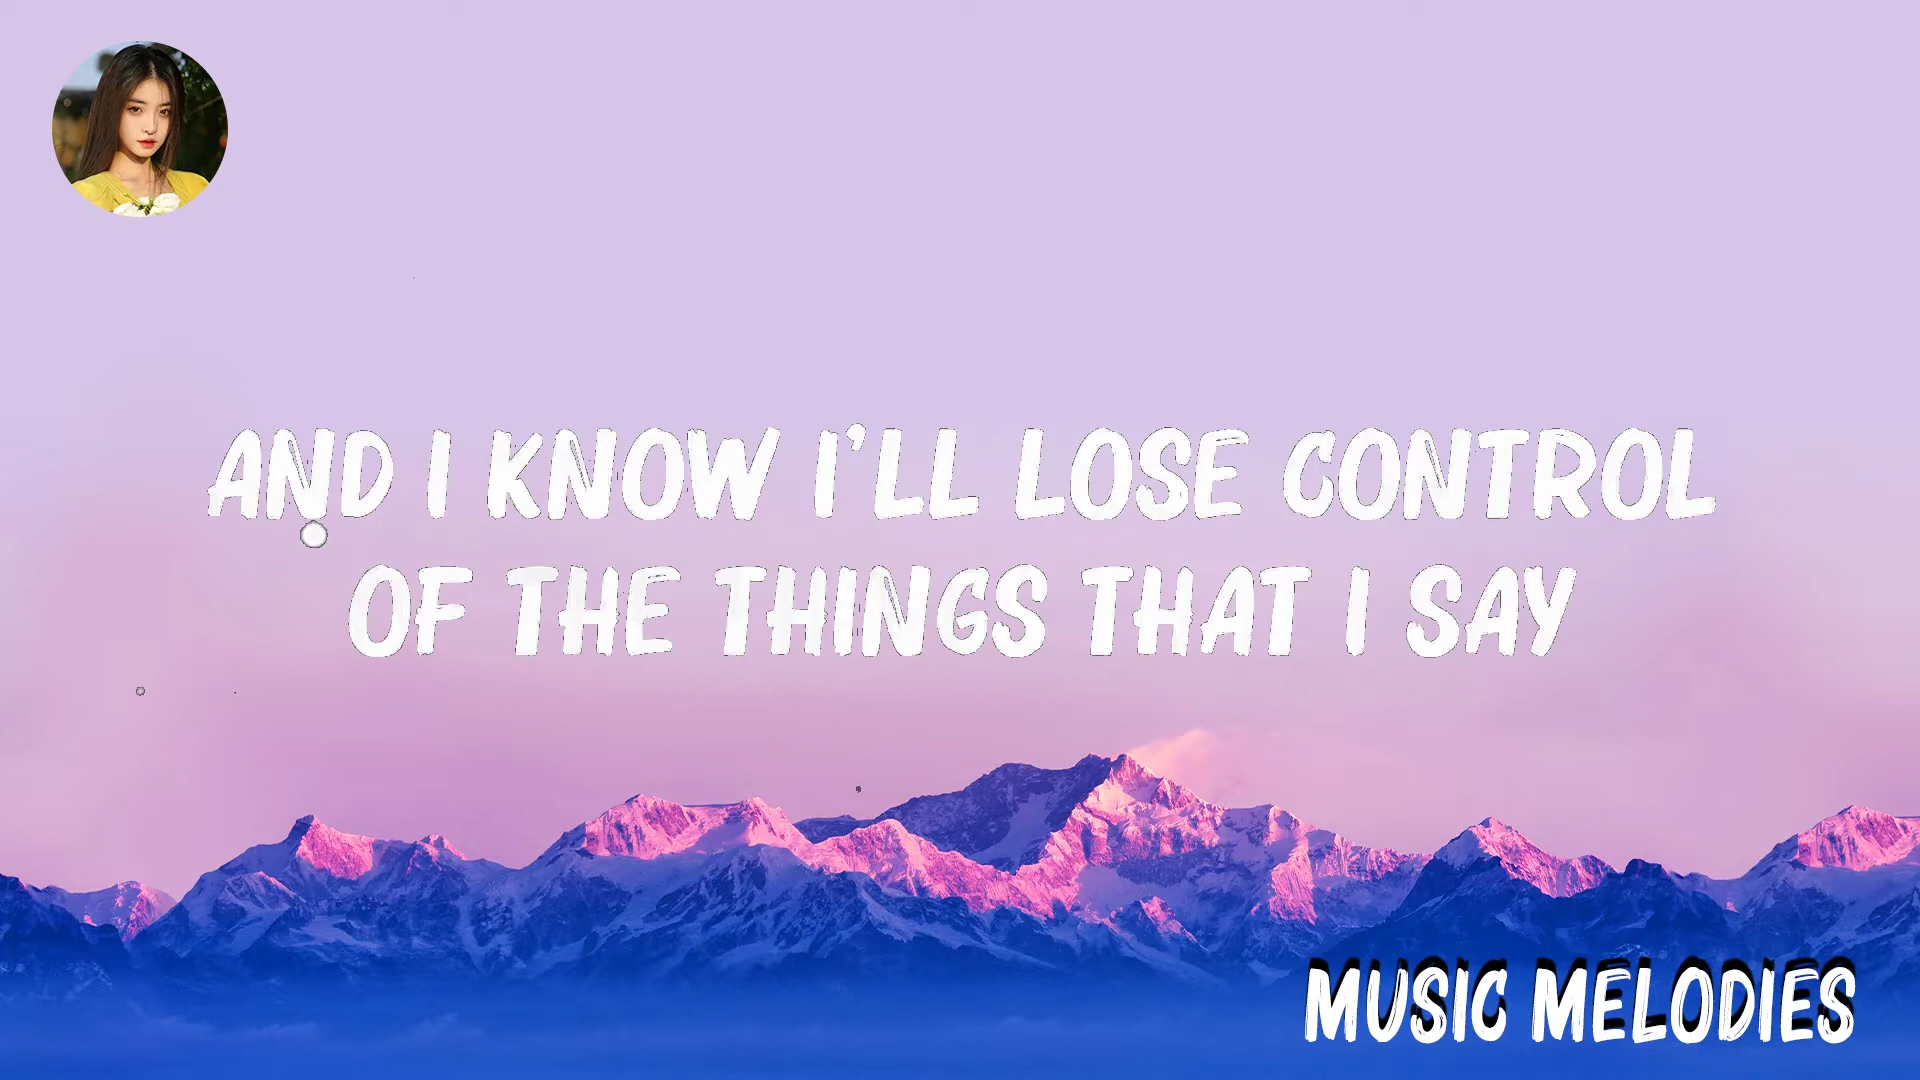 AND I KNOW I'LL LOSE CONTROL
OF THE THINGS THAT I SAY
MUSIC MELODIES